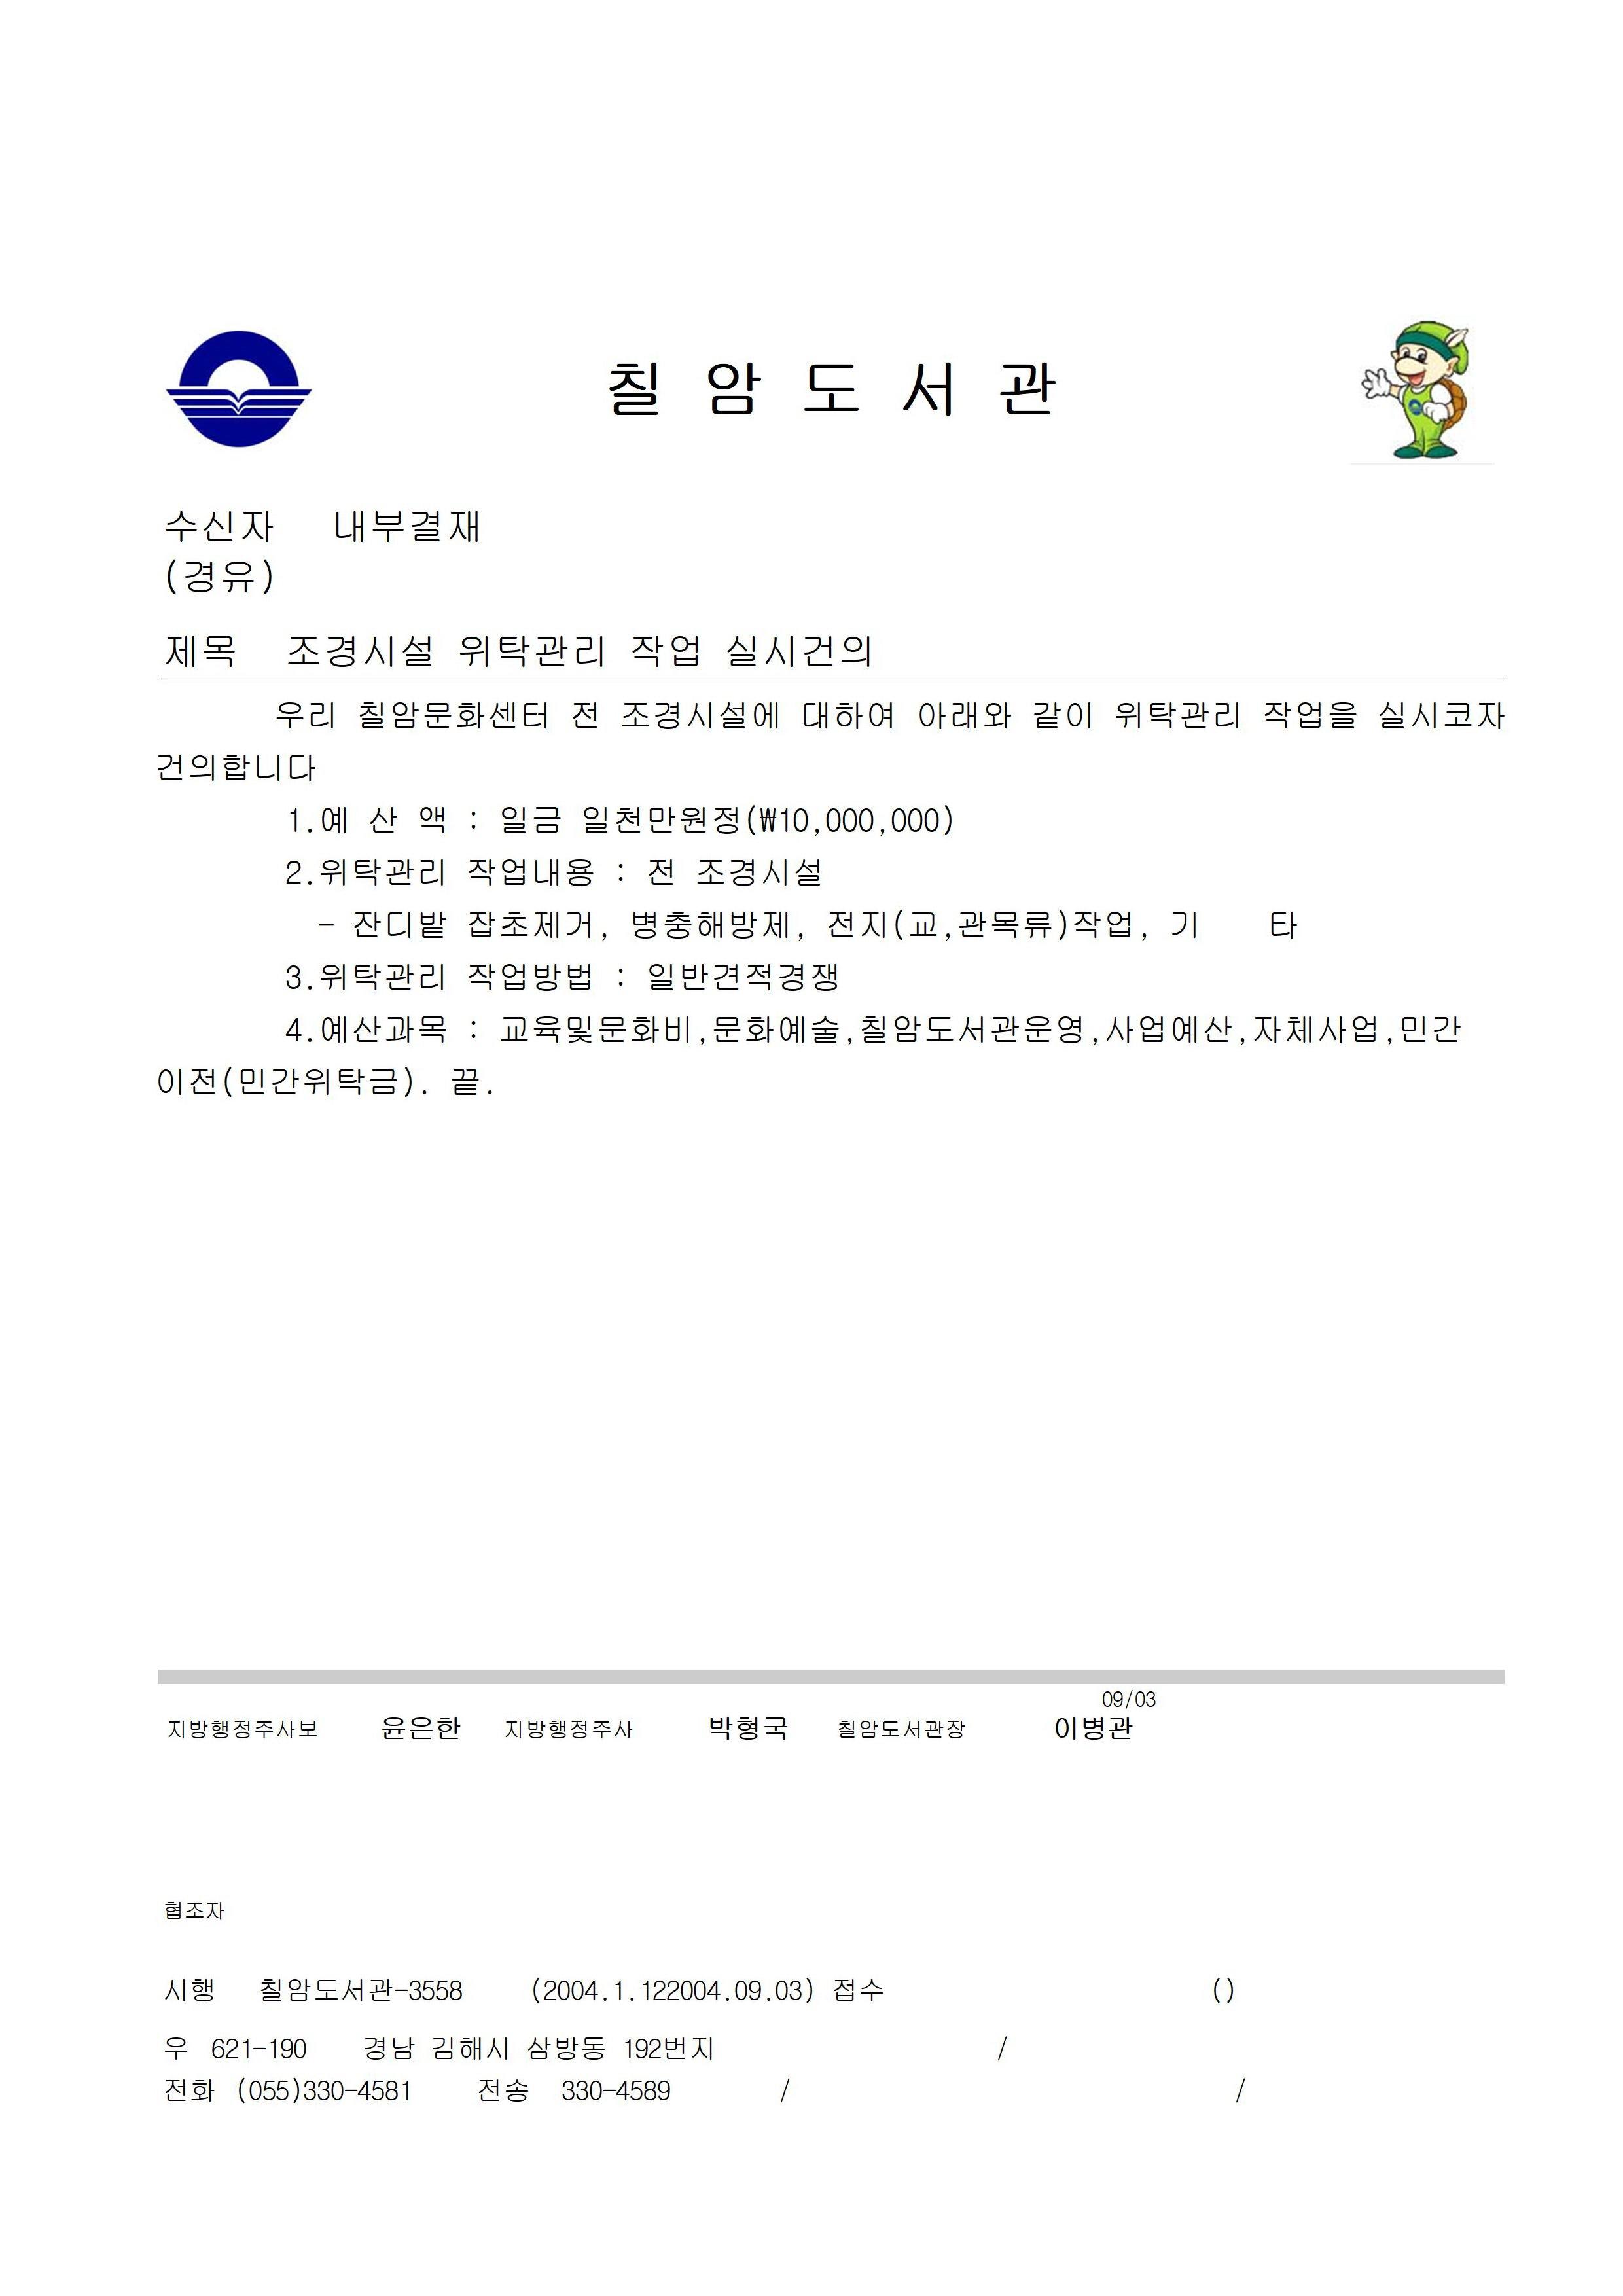 칠 암 도 서 관
수신자 내부결재
(경유)
제목 조경시설 위탁관리 작업 실시건의
우리 칠암문화센터 전 조경시설에 대하여 아래와 같이 위탁관리 작업을 실시코자
건의합니다
1.예 산 액 : 일금 일천만원정(₩10,000,000)
2.위탁관리 작업내용 : 전 조경시설
- 잔디밭 잡초제거, 병충해방제, 전지(교,관목류)작업, 기 타
3.위탁관리 작업방법 : 일반견적경쟁
4.예산과목 : 교육및문화비,문화예술,칠암도서관운영,사업예산,자체사업,민간
이전(민간위탁금). 끝.
09/03
지방행정주사보 윤은한 지방행정주사 박형국 칠암도서관장 이병관
협조자
시행 칠암도서관-3558 (2004.1.122004.09.03) 접수 ()
우 621-190 경남 김해시 삼방동 192번지 /
전화 (055)330-4581 전송 330-4589 / /